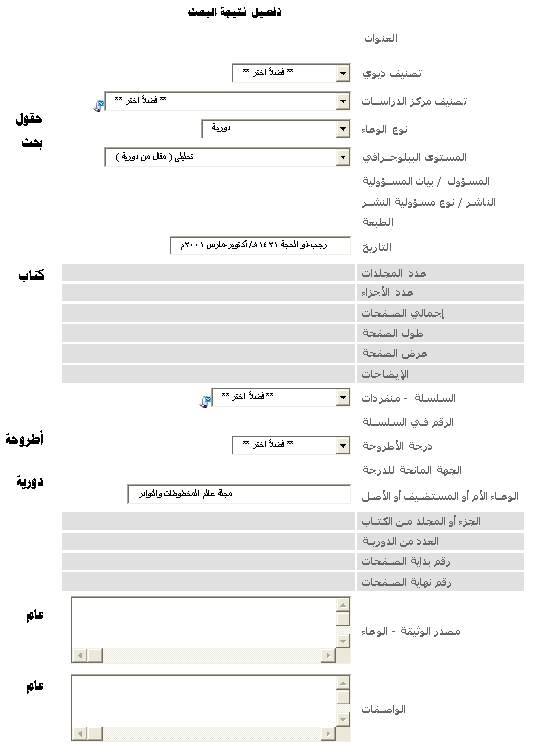 تفصيل نتيجة البحث
العنوان
تصنيف ديوي ** فضلاً اختر **
تصنيف مركز الدراسات ** فضلاً اختر **
حقول بحث
نوع الوعاء دورية
المستوى الببلوجرافي تحليلي ( مقال من دورية )
المسؤول / بيان المسؤولية
الناشر / نوع مسؤولية النشر
الطبعة
التاريخ رجب-ذو الحجة ١٤٢١هـ/ أكتوبر-مارس ٢٠٠١م
كتاب
عدد المجلدات
عدد الأجزاء
إجمالي الصفحات
طول الصفحة
عرض الصفحة
الإيضاحات
السلسلة - منفردات ** فضلاً اختر **
الرقم في السلسلة
أطروحة
درجة الأطروحة ** فضلاً اختر **
الجهة المانحة للدرجة
دورية
الوعاء الأم أو المستضيف أو الأصل مجلة عالم المخطوطات والنوادر
الجزء أو المجلد من الكتاب
العدد من الدورية
رقم بداية الصفحات
رقم نهاية الصفحات
عام
مصدر الوثيقة - الوعاء
عام
الواصفات